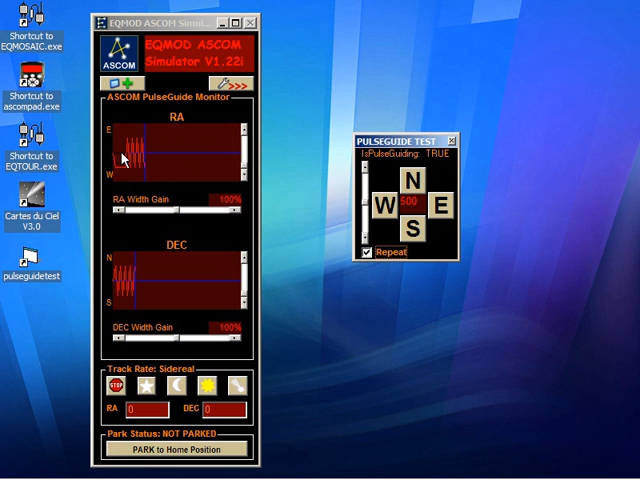 Shortcut to
EQMOSAIC.exe
Shortcut to
ascompad.exe
Shortcut to
EQTOUR.exe
Cartes du Ciel
V3.0
pulseguidetest
EQMOD ASCOM Simul...
ASCOM
EQMOD ASCOM
Simulator V1.22i
>>>
ASCOM PulseGuide Monitor
RA
E
W
RA Width Gain 100%
DEC
N
S
DEC Width Gain 100%
Track Rate: Sidereal
STOP
RA 0 DEC 0
Park Status: NOT PARKED
PARK to Home Position
PULSEGUIDE TEST
IsPulseGuiding: TRUE
N
W 500 E
S
Repeat